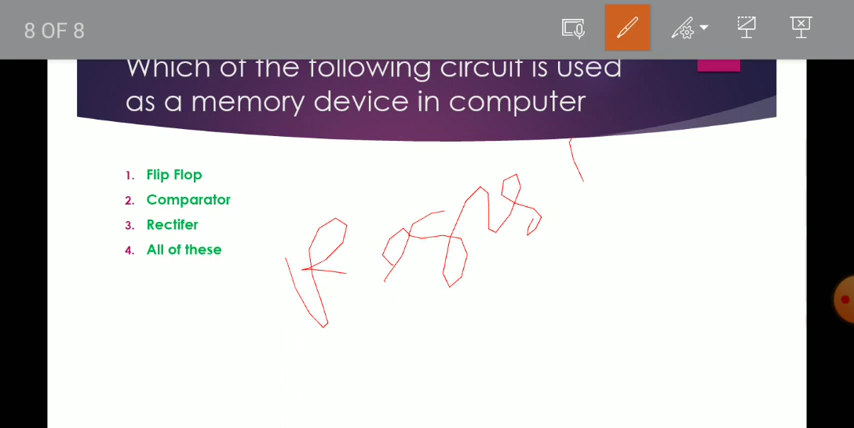 8 OF 8
Which of the following circuit is used
as a memory device in computer
1. Flip Flop
2. Comparator
3. Rectifer
4. All of these